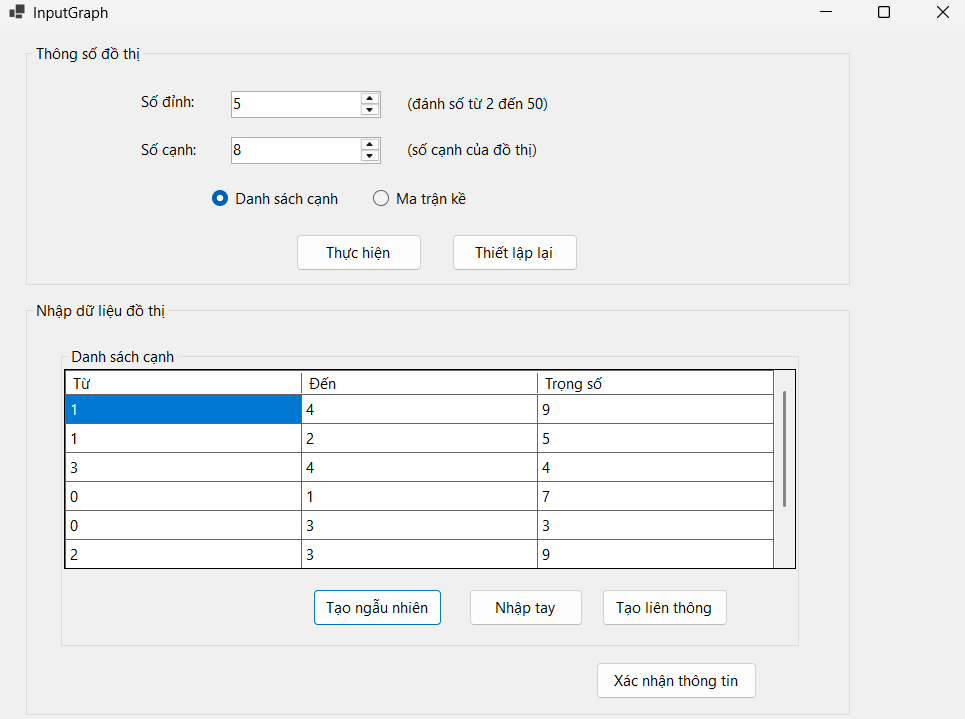 InputGraph
Thông số đồ thị
Số đỉnh: 5 (đánh số từ 2 đến 50)
Số cạnh: 8 (số cạnh của đồ thị)
Danh sách cạnh Ma trận kề
Thực hiện Thiết lập lại
Nhập dữ liệu đồ thị
Danh sách cạnh
Từ Đến Trọng số
1 4 9
1 2 5
3 4 4
0 1 7
0 3 3
2 3 9
Tạo ngẫu nhiên Nhập tay Tạo liên thông
Xác nhận thông tin